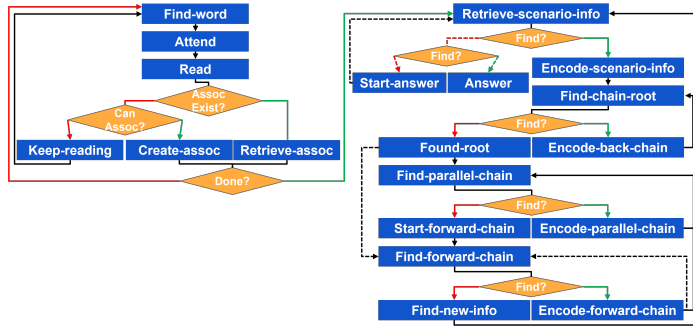 Find-word
Attend
Read
Assoc
Exist?
Can
Assoc?
Keep-reading
Create-assoc
Retrieve-assoc
Done?
Retrieve-scenario-info
Find?
Find?
Start-answer
Answer
Encode-scenario-info
Find-chain-root
Find?
Found-root
Encode-back-chain
Find-parallel-chain
Find?
Start-forward-chain
Encode-parallel-chain
Find-forward-chain
Find?
Find-new-info
Encode-forward-chain